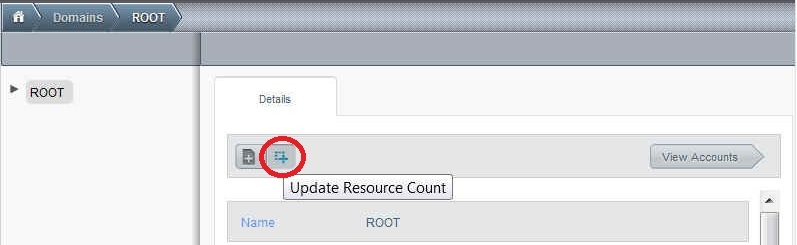 Domains ROOT
ROOT
Details
View Accounts
Update Resource Count
Name ROOT